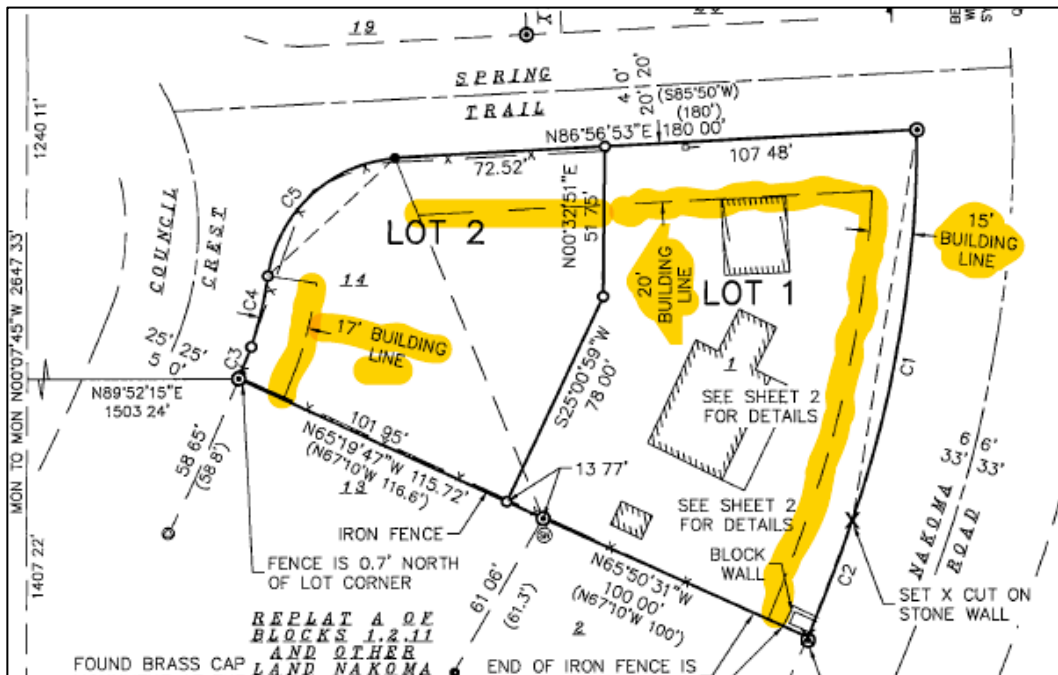 19
SPRING
TRAIL
4 0'
20' 20'
(S85°50'W)
(180')
N86°56'53"E 180 00'
72.52'
107 48'
1240 11'
MON TO MON N00°07'45"W 2647 33'
1407 22'
COUNCIL
CREST
C5
C4
C3
25' 25'
5 0'
N89°52'15"E
1503 24'
LOT 2
14
17' BUILDING
LINE
N00°32'51"E
51 75'
20'
BUILDING
LINE
LOT 1
1
15'
BUILDING
LINE
S25°00'59"W
78 00'
SEE SHEET 2
FOR DETAILS
C1
6 6'
33' 33'
NAKOMA
ROAD
101.95'
N65°19'47"W 115.72'
(N67°10'W 116.6')
13
13 77'
58 65'
(58 8')
IRON FENCE
FENCE IS 0.7' NORTH
OF LOT CORNER
SEE SHEET 2
FOR DETAILS
BLOCK
WALL
C2
SET X CUT ON
STONE WALL
61 06'
(61.3')
N65°50'31"W
100 00'
(N67°10'W 100')
2
REPLAT A OF
BLOCKS 1.2.11
AND OTHER
LAND NAKOMA
FOUND BRASS CAP
END OF IRON FENCE IS